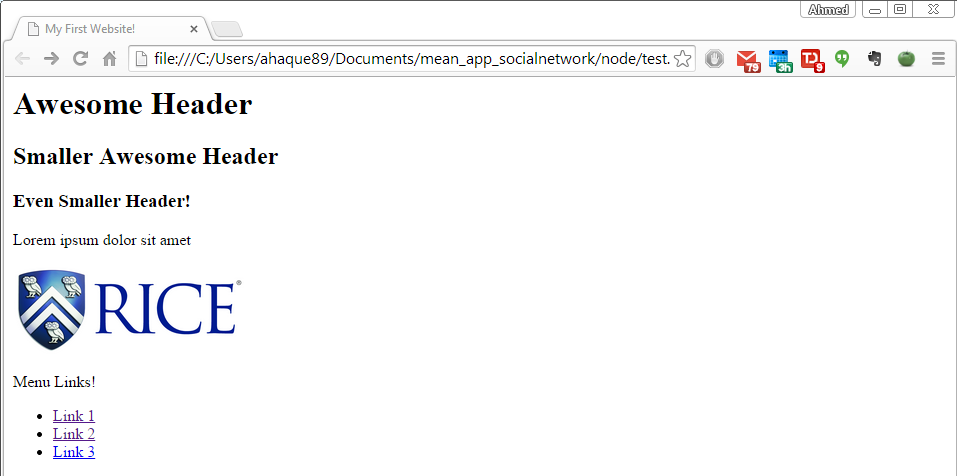 Ahmed
My First Website!
file:///C:/Users/ahaque89/Documents/mean_app_socialnetwork/node/test.
79
3h
9
Awesome Header
Smaller Awesome Header
Even Smaller Header!
Lorem ipsum dolor sit amet
RICE®
Menu Links!
Link 1
Link 2
Link 3